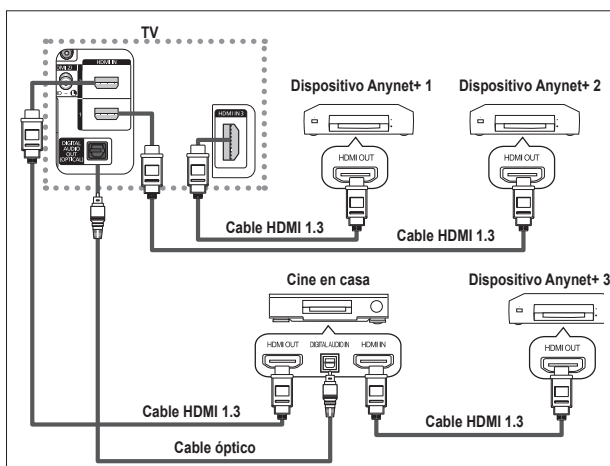 TV
HDMI IN
DIGITAL
AUDIO
OUT
(OPTICAL)
HDMI IN 3
Dispositivo Anynet+ 1
Dispositivo Anynet+ 2
HDMI OUT
HDMI OUT
Cable HDMI 1.3
Cable HDMI 1.3
Cine en casa
Dispositivo Anynet+ 3
HDMI OUT
DIGITAL AUDIO IN
HDMI IN
HDMI OUT
Cable HDMI 1.3
Cable HDMI 1.3
Cable óptico